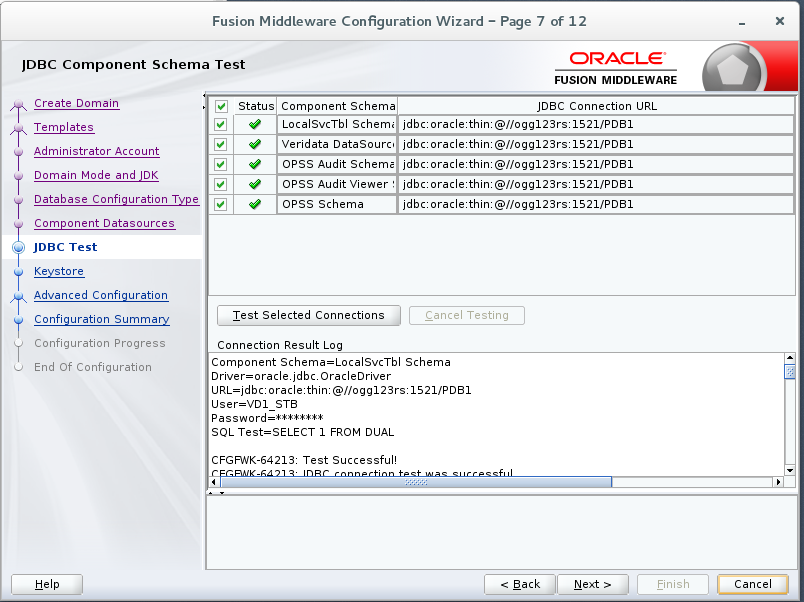 Fusion Middleware Configuration Wizard – Page 7 of 12
JDBC Component Schema Test
ORACLE
FUSION MIDDLEWARE
Create Domain
Templates
Administrator Account
Domain Mode and JDK
Database Configuration Type
Component Datasources
JDBC Test
Keystore
Advanced Configuration
Configuration Summary
Configuration Progress
End Of Configuration
Status Component Schema JDBC Connection URL
LocalSvcTbl Schema jdbc:oracle:thin:@//ogg123rs:1521/PDB1
Veridata DataSourc jdbc:oracle:thin:@//ogg123rs:1521/PDB1
OPSS Audit Schema jdbc:oracle:thin:@//ogg123rs:1521/PDB1
OPSS Audit Viewer S jdbc:oracle:thin:@//ogg123rs:1521/PDB1
OPSS Schema jdbc:oracle:thin:@//ogg123rs:1521/PDB1
Test Selected Connections Cancel Testing
Connection Result Log
Component Schema=LocalSvcTbl Schema
Driver=oracle.jdbc.OracleDriver
URL=jdbc:oracle:thin:@//ogg123rs:1521/PDB1
User=VD1_STB
Password=********
SQL Test=SELECT 1 FROM DUAL
CFGFWK-64213: Test Successful!
CFGFWK-64213: JDBC connection test was successful.
Help < Back Next > Finish Cancel